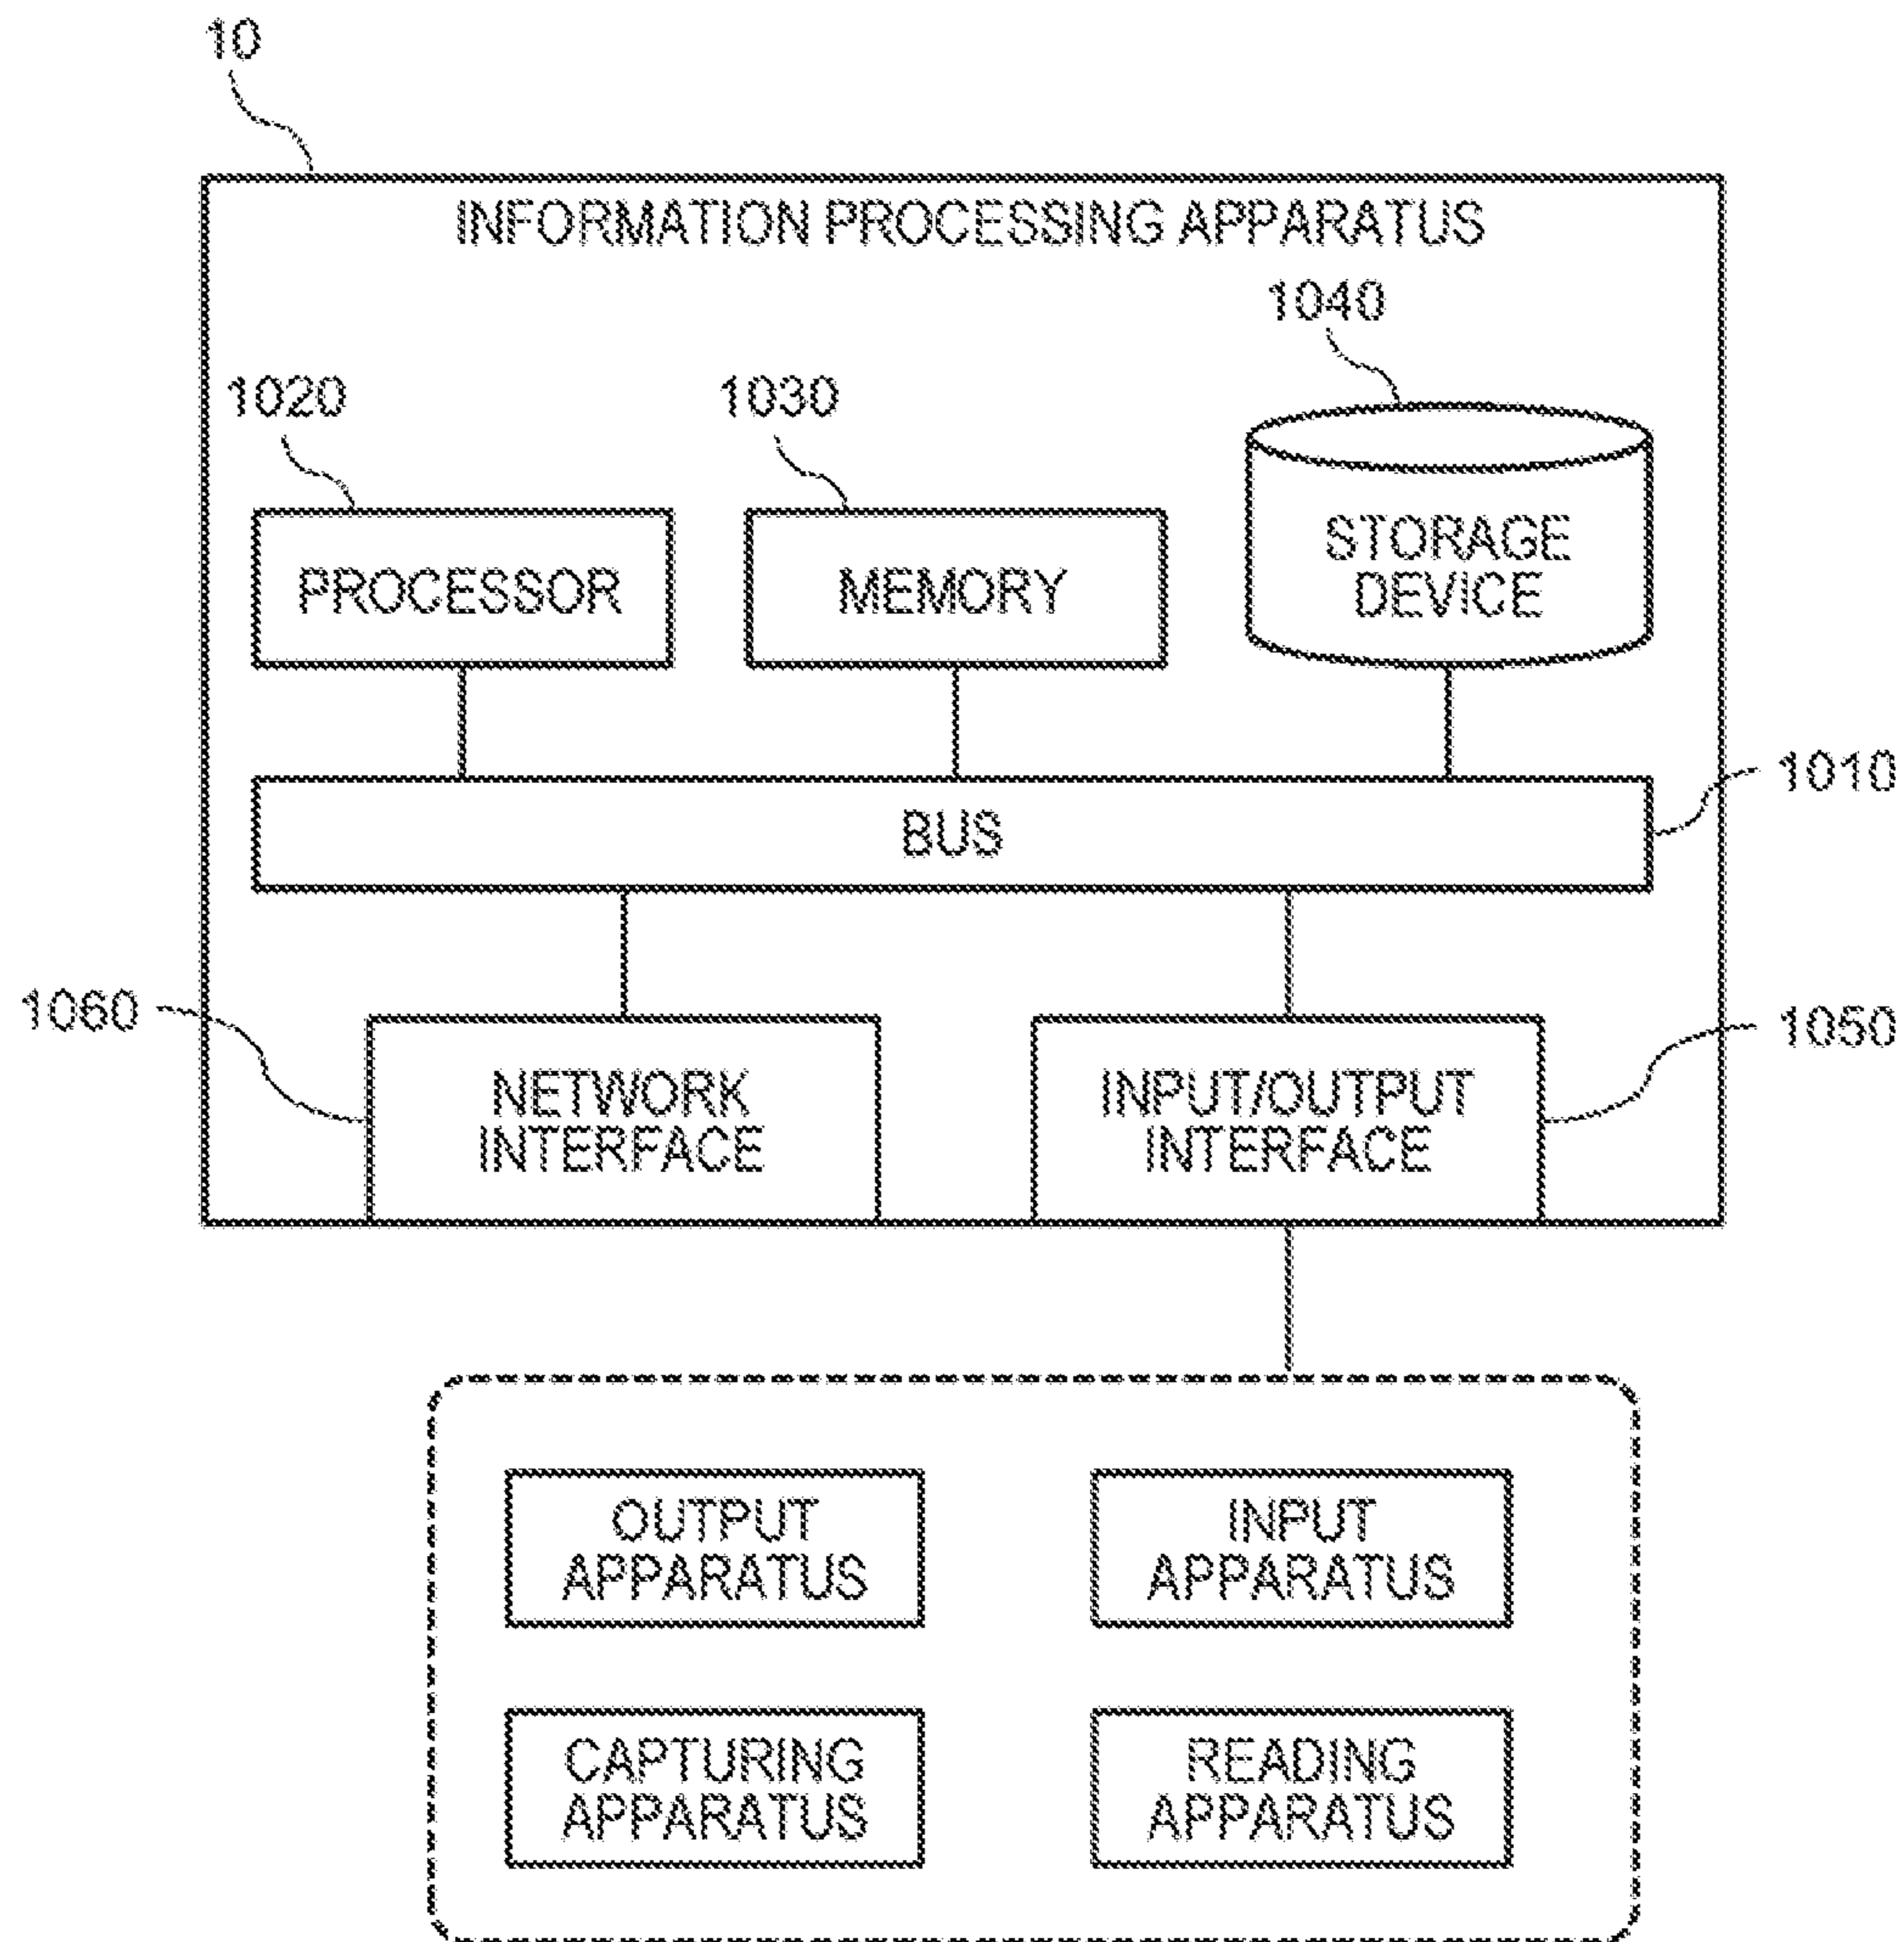 10
INFORMATION PROCESSING APPARATUS
1040
1020
1030
STORAGE
DEVICE
PROCESSOR
MEMORY
1010
BUS
1060
1050
NETWORK
INTERFACE
INPUT/OUTPUT
INTERFACE
OUTPUT
APPARATUS
INPUT
APPARATUS
CAPTURING
APPARATUS
READING
APPARATUS